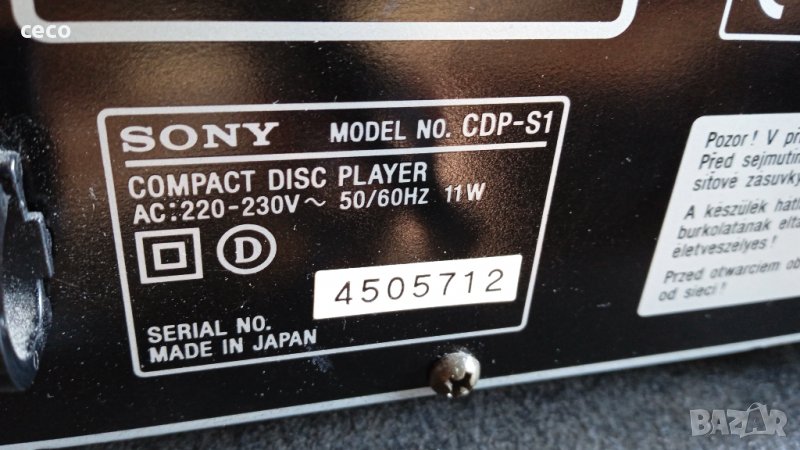 ceco
SONY MODEL NO. CDP-S1
COMPACT DISC PLAYER
AC:220-230V～ 50/60HZ 11W
D
4505712
SERIAL NO.
MADE IN JAPAN
Pozor! V
Před
síťové zásuvky
A készülék
burkolatának
életveszélyes!
Przed otwarciem
od sieci!
BAZAR